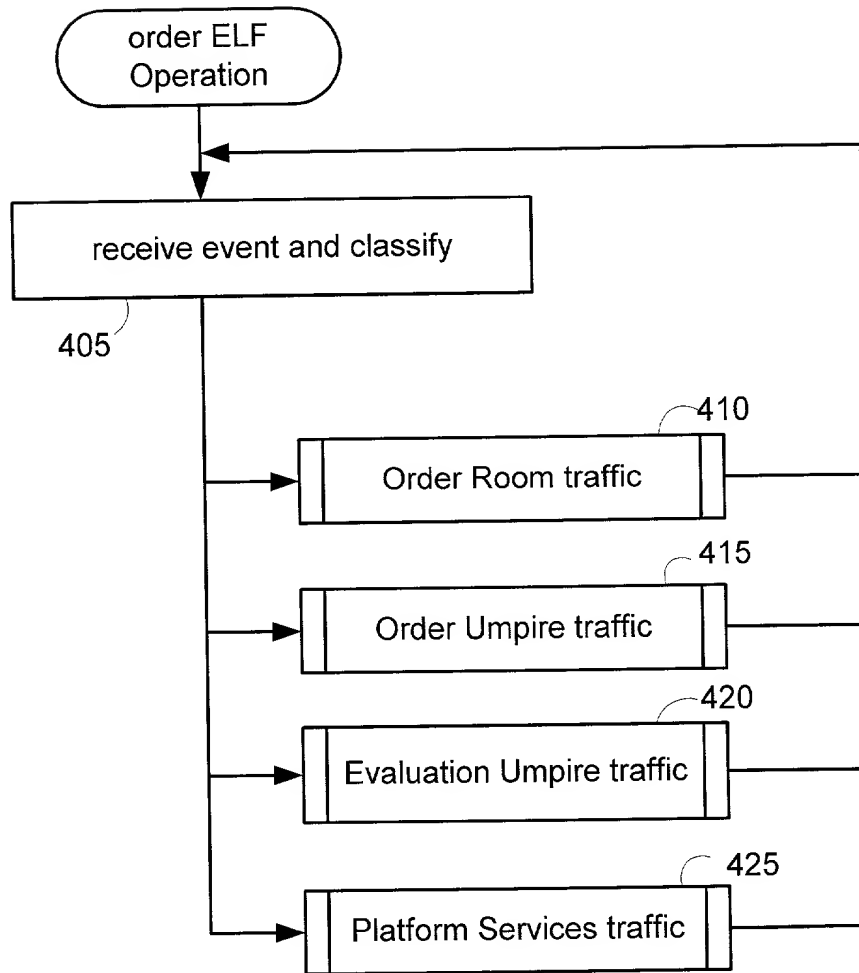 order ELF
Operation
receive event and classify
405
410
Order Room traffic
415
Order Umpire traffic
420
Evaluation Umpire traffic
425
Platform Services traffic